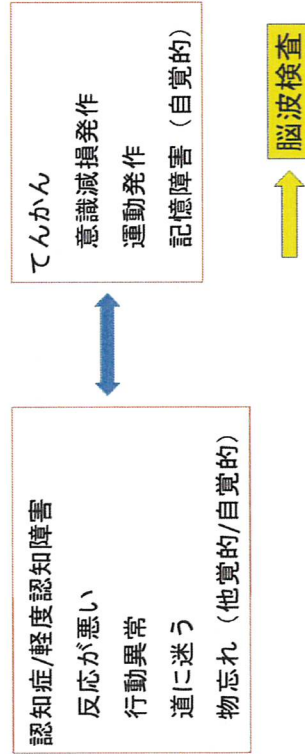 認知症/軽度認知障害
反応が悪い
行動異常
道に迷う
物忘れ（他覚的/自覚的）
てんかん
意識減損発作
運動発作
記憶障害（自覚的）
脳波検査